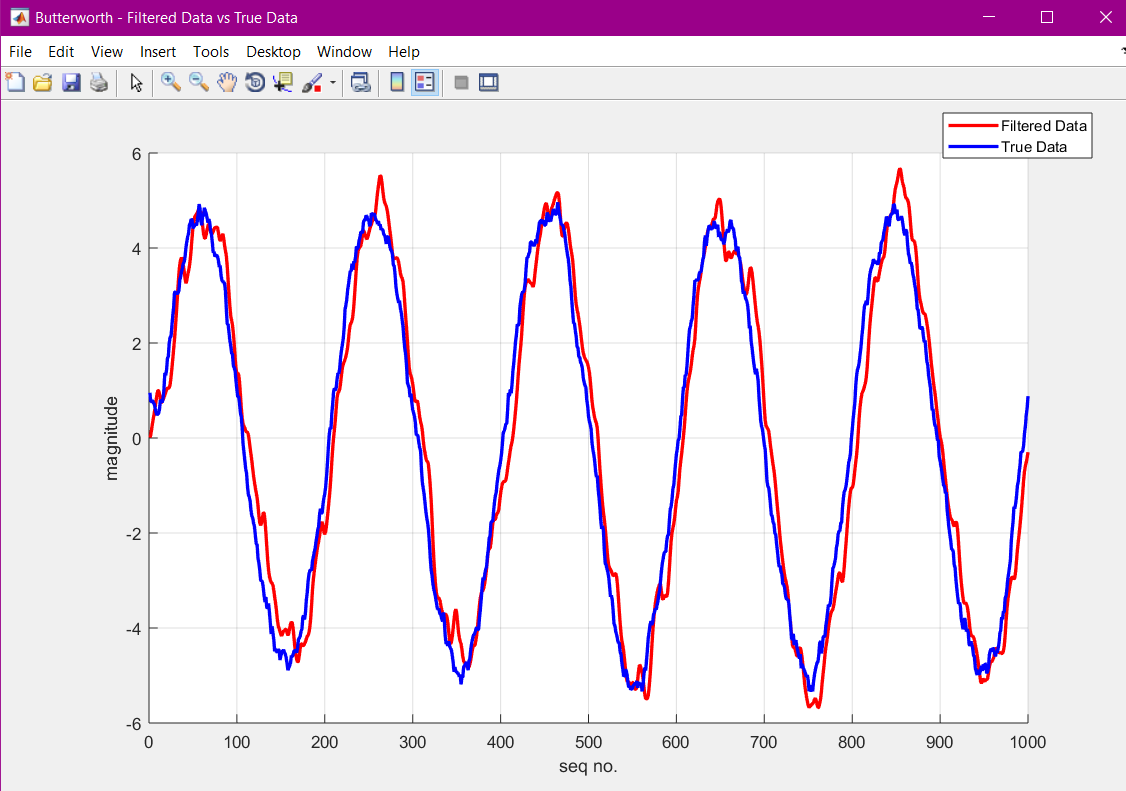 Butterworth - Filtered Data vs True Data
File Edit View Insert Tools Desktop Window Help
Filtered Data
True Data
6
4
2
0
-2
-4
-6
magnitude
0 100 200 300 400 500 600 700 800 900 1000
seq no.